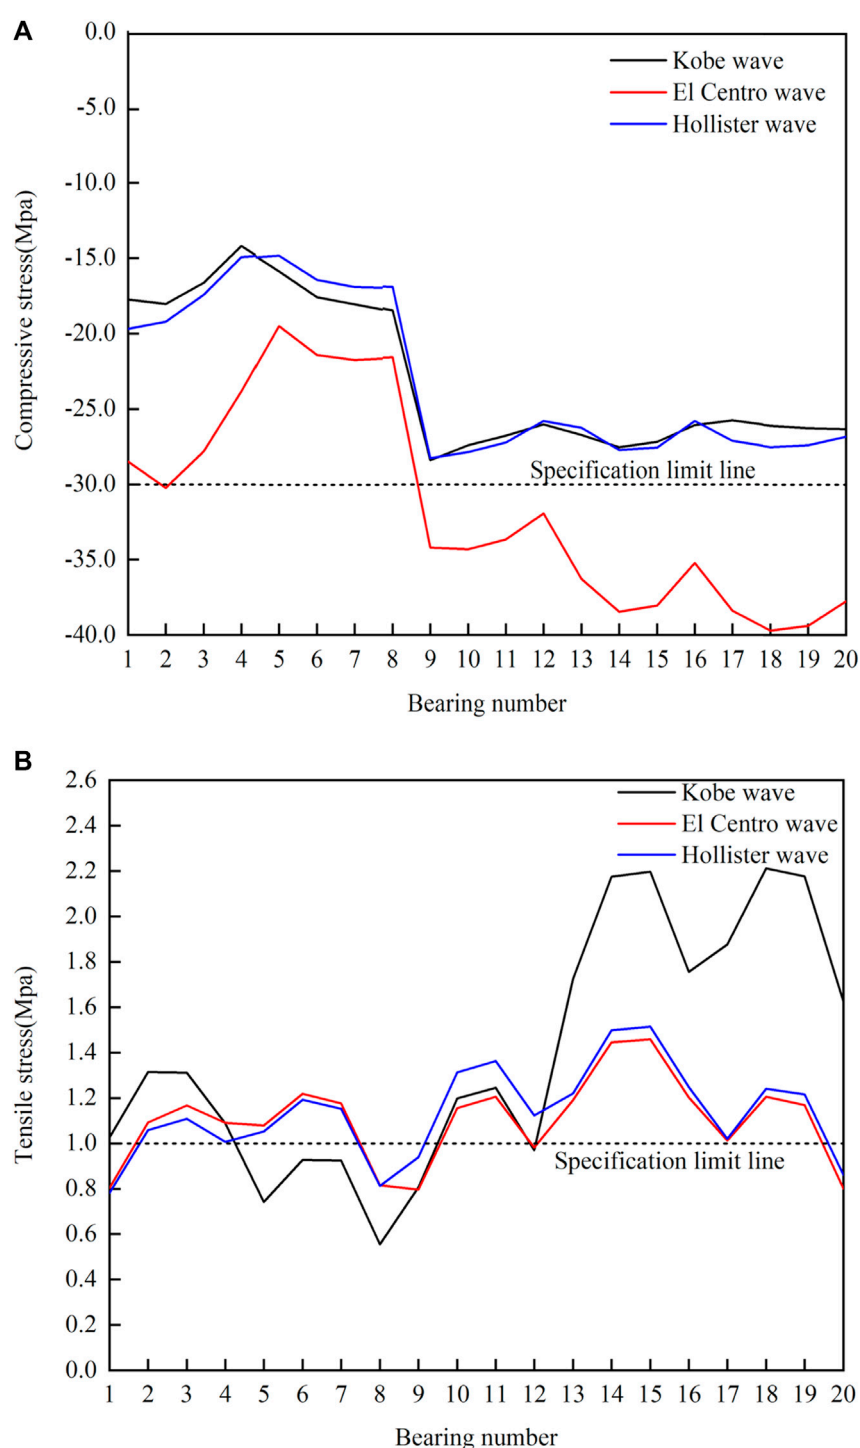 A
0.0
-5.0
-10.0
-15.0
-20.0
-25.0
-30.0
-35.0
-40.0
Compressive stress(Mpa)
Kobe wave
El Centro wave
Hollister wave
Specification limit line
1 2 3 4 5 6 7 8 9 10 11 12 13 14 15 16 17 18 19 20
Bearing number
B
2.6
2.4
2.2
2.0
1.8
1.6
1.4
1.2
1.0
0.8
0.6
0.4
0.2
0.0
Tensile stress(Mpa)
Kobe wave
El Centro wave
Hollister wave
Specification limit line
1 2 3 4 5 6 7 8 9 10 11 12 13 14 15 16 17 18 19 20
Bearing number